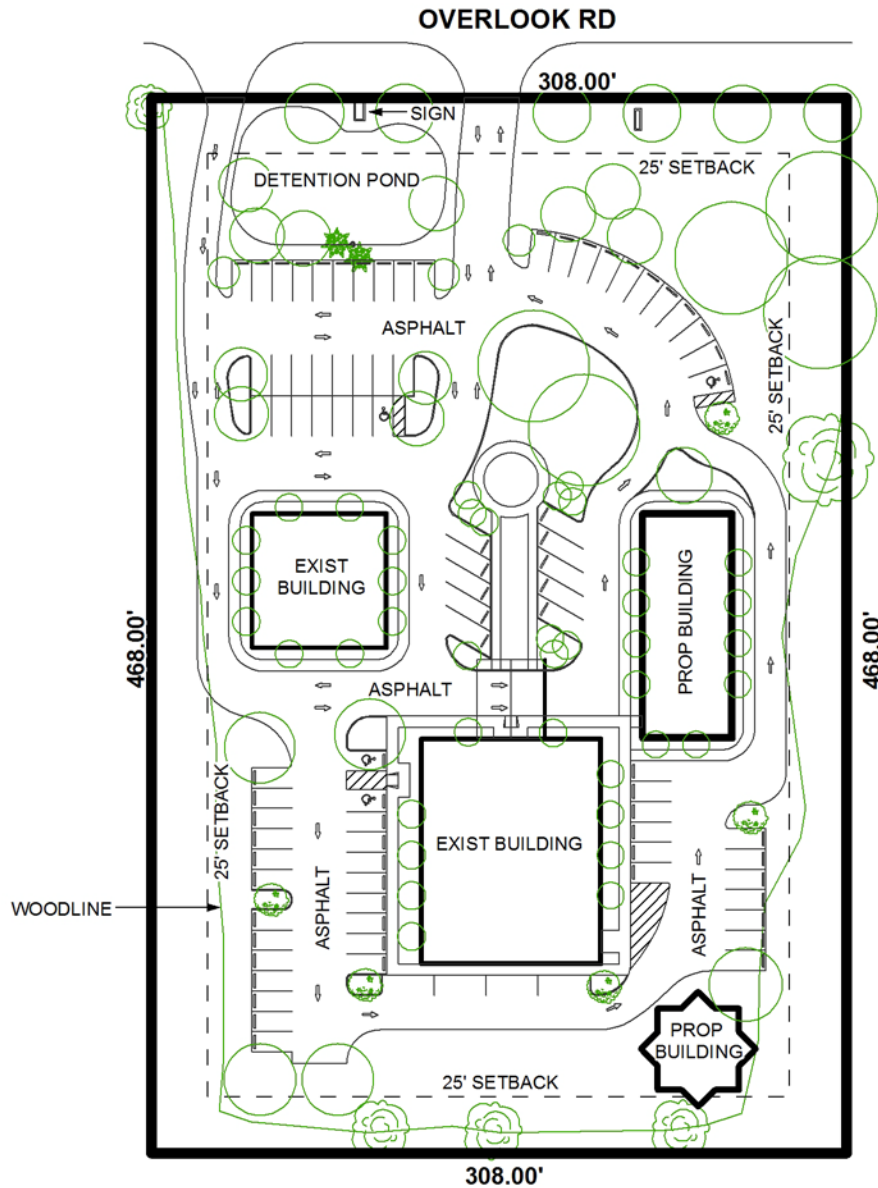 OVERLOOK RD
308.00'
SIGN
25' SETBACK
DETENTION POND
ASPHALT
25' SETBACK
EXIST
BUILDING
PROP BUILDING
468.00'
468.00'
ASPHALT
25' SETBACK
EXIST BUILDING
ASPHALT
ASPHALT
WOODLINE
PROP
BUILDING
25' SETBACK
308.00'